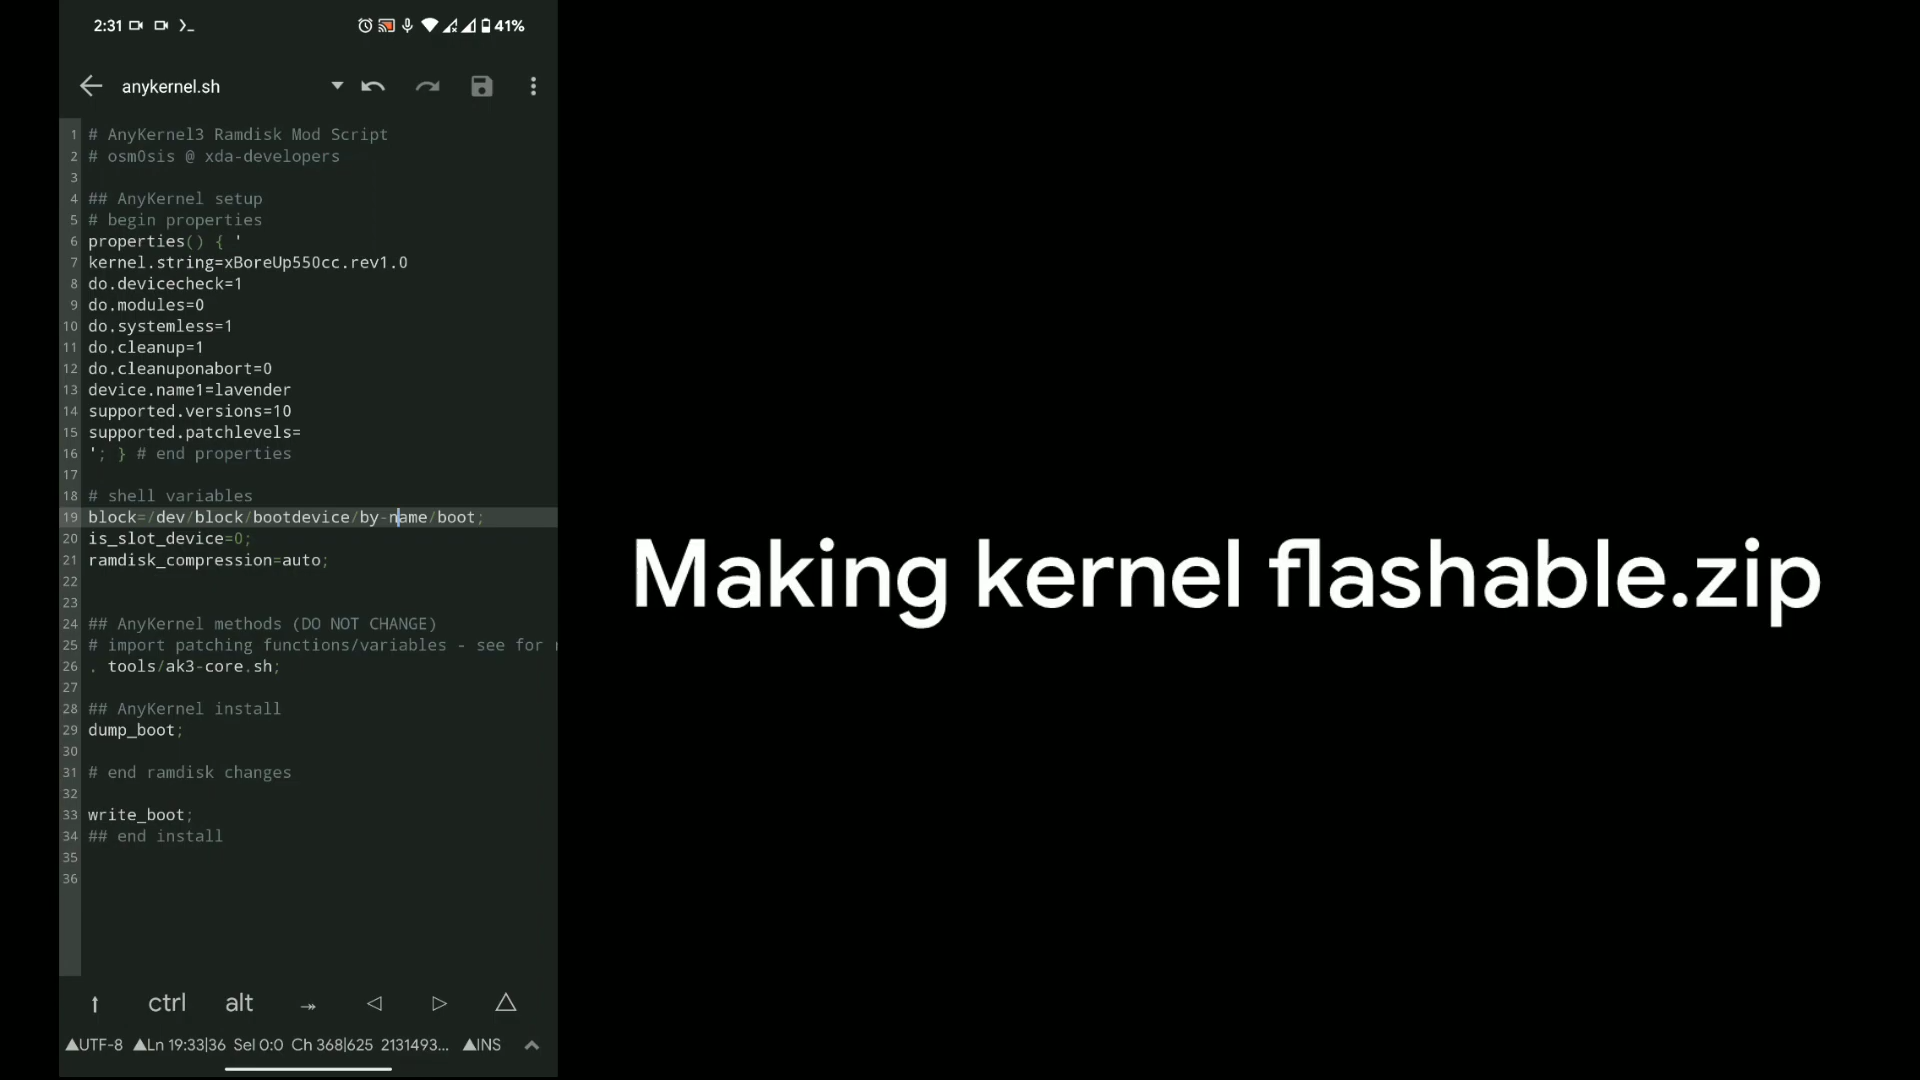 2:31 41%
anykernel.sh
1 # AnyKernel3 Ramdisk Mod Script
2 # osm0sis @ xda-developers
3
4 ## AnyKernel setup
5 # begin properties
6 properties() { '
7 kernel.string=xBoreUp550cc.rev1.0
8 do.devicecheck=1
9 do.modules=0
10 do.systemless=1
11 do.cleanup=1
12 do.cleanuponabort=0
13 device.name1=lavender
14 supported.versions=10
15 supported.patchlevels=
16 '; } # end properties
17
18 # shell variables
19 block=/dev/block/bootdevice/by-name/boot;
20 is_slot_device=0;
21 ramdisk_compression=auto;
22
23
24 ## AnyKernel methods (DO NOT CHANGE)
25 # import patching functions/variables - see for
26 . tools/ak3-core.sh;
27
28 ## AnyKernel install
29 dump_boot;
30
31 # end ramdisk changes
32
33 write_boot;
34 ## end install
35
36
ctrl alt
UTF-8 Ln 19:33|36 Sel 0:0 Ch 368|625 2131493... INS
Making kernel flashable.zip